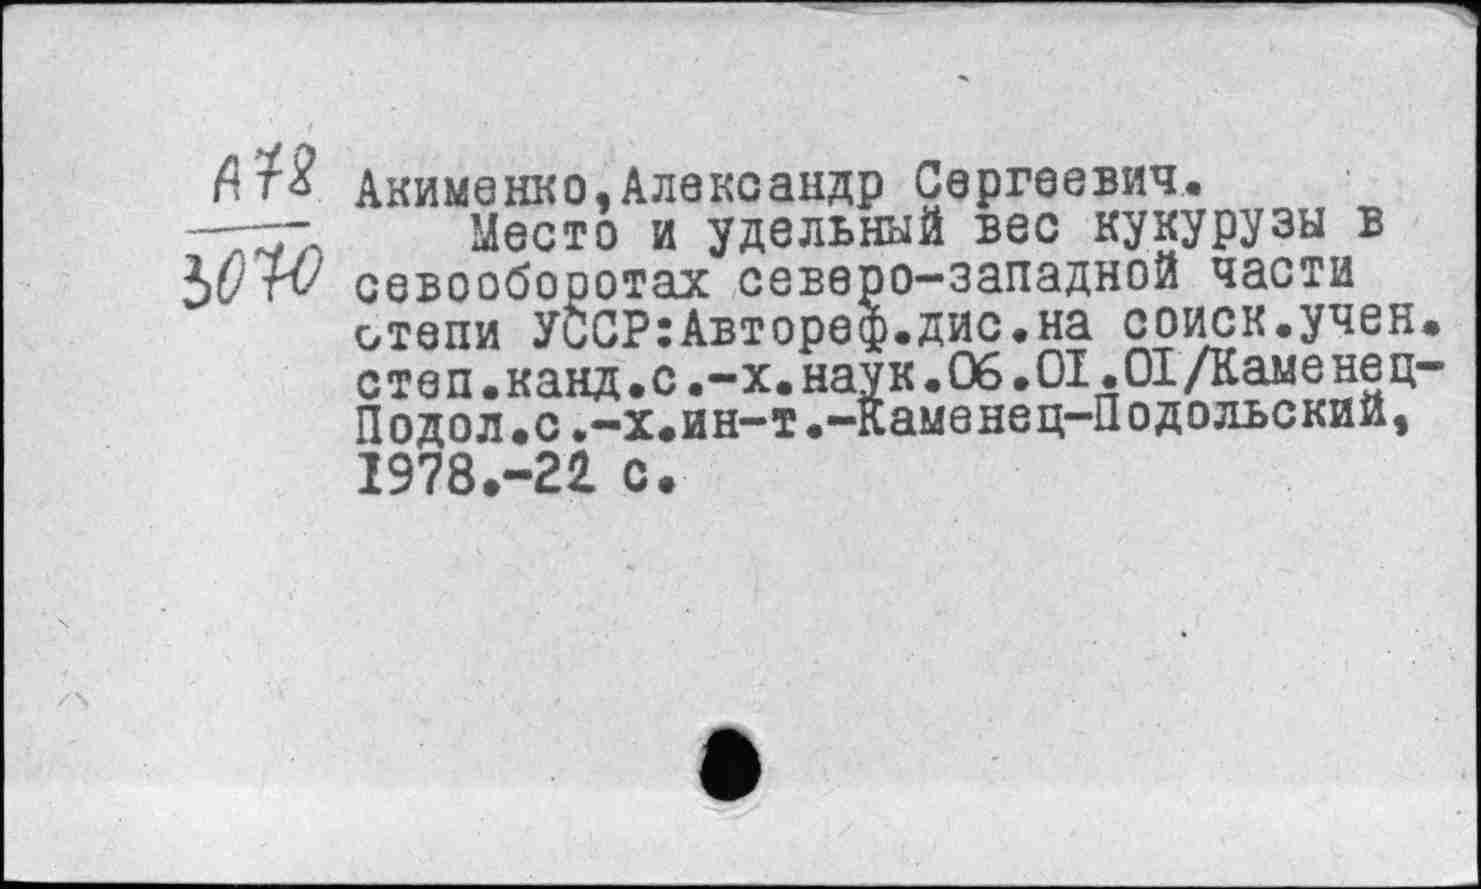 А78
3070
Акименко,Александр Сергеевич.
Место и удельный вес кукурузы в
севооборотах северо-западной части
степи УССР:Автореф.дис.на соиск.учен.
степ.канд.с.-х.наук.06.01.01/Каменец-
Подол.с.-х.ин-т.-Каменец-Подольский,
1978.-22 с.